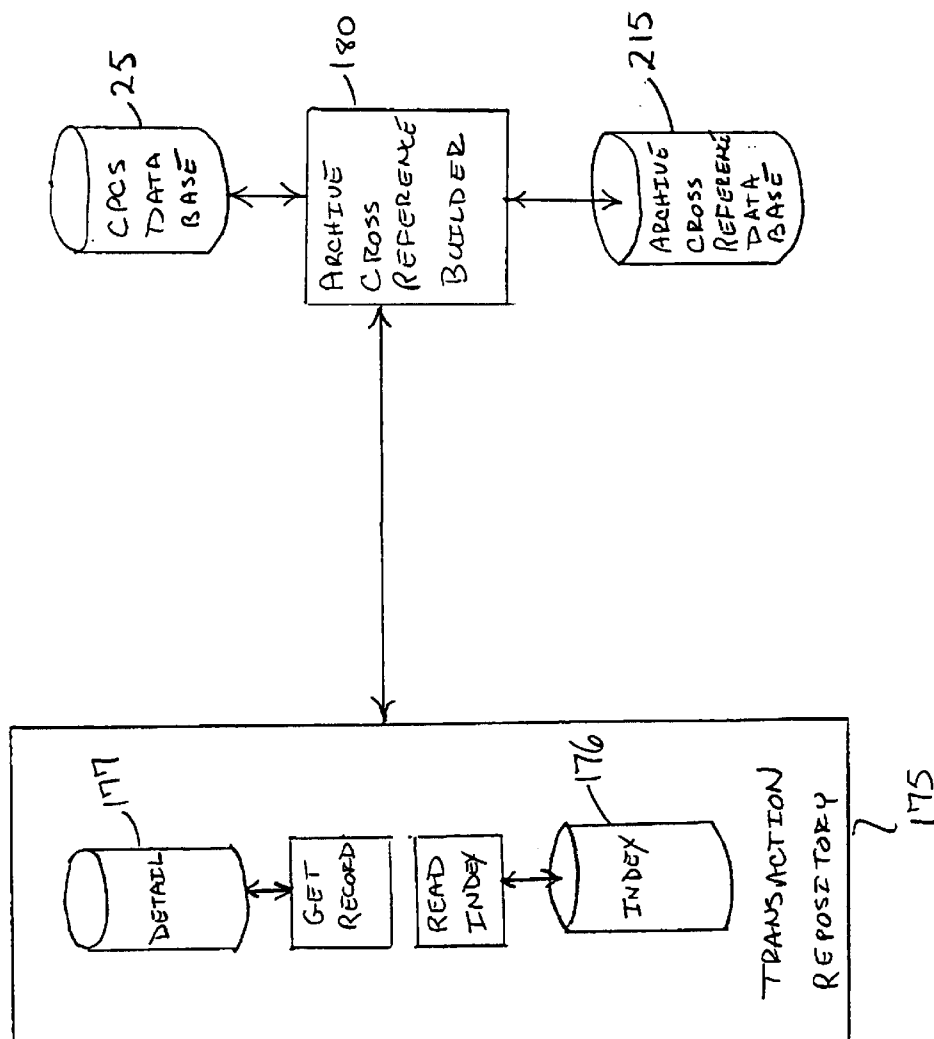 25
CPCS
DATA
BASE
180
ARCHIVE
CROSS
REFERENCE
BUILDER
215
ARCHIVE
CROSS
REFERENCE
DATA
BASE
177
DETAIL
GET
RECORD
READ
INDEX
176
INDEX
TRANSACTION
REPOSITORY
175